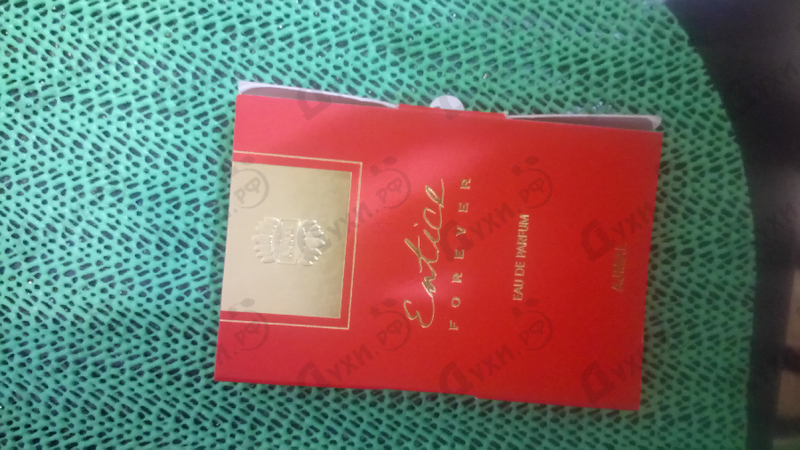 Entice
FOREVER
EAU DE PARFUM
AJMAL
Духи.РФ